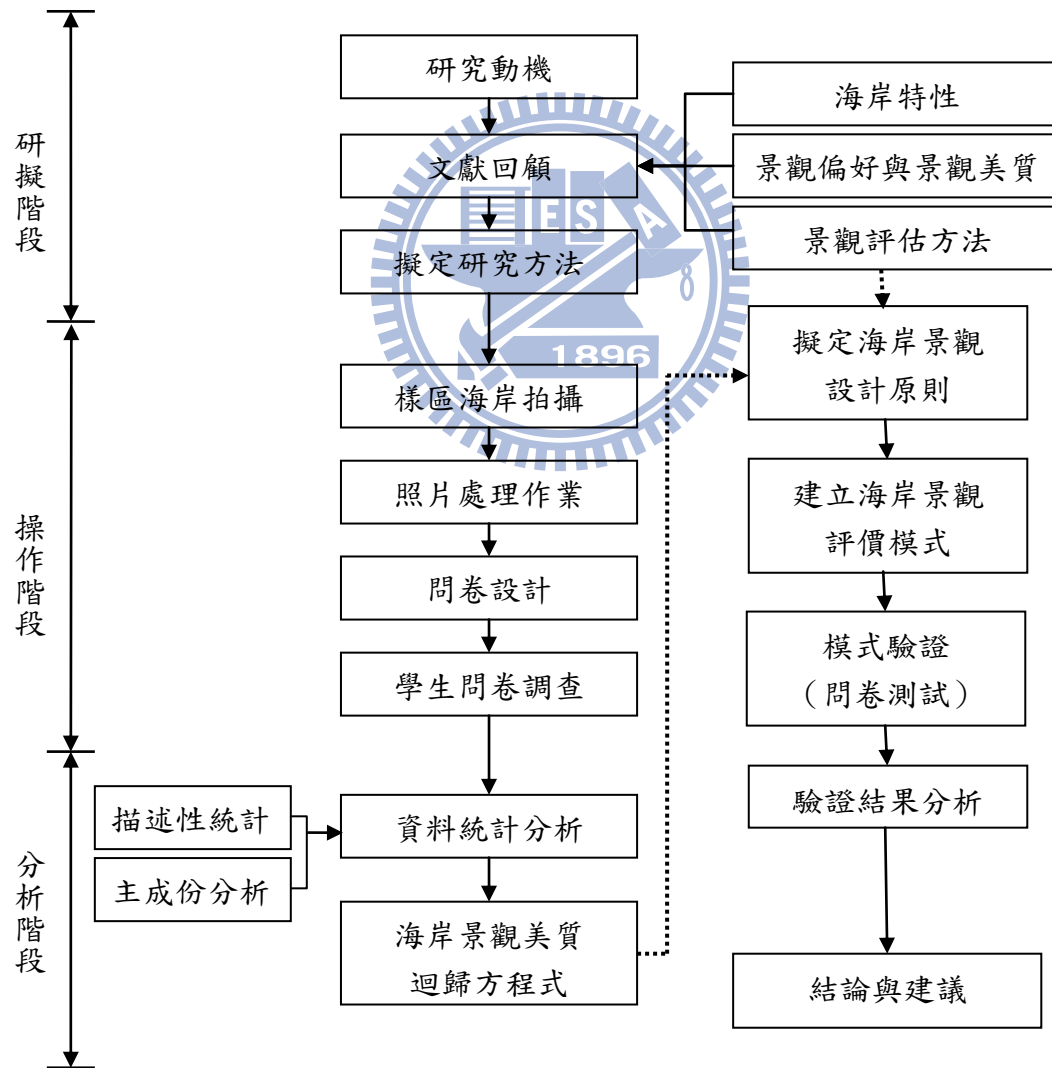 研擬階段
操作階段
分析階段
研究動機
文獻回顧
擬定研究方法
樣區海岸拍攝
照片處理作業
問卷設計
學生問卷調查
描述性統計
主成份分析
資料統計分析
海岸景觀美質
迴歸方程式
海岸特性
景觀偏好與景觀美質
景觀評估方法
擬定海岸景觀
設計原則
建立海岸景觀
評價模式
模式驗證
（問卷測試）
驗證結果分析
結論與建議
E S A
1896